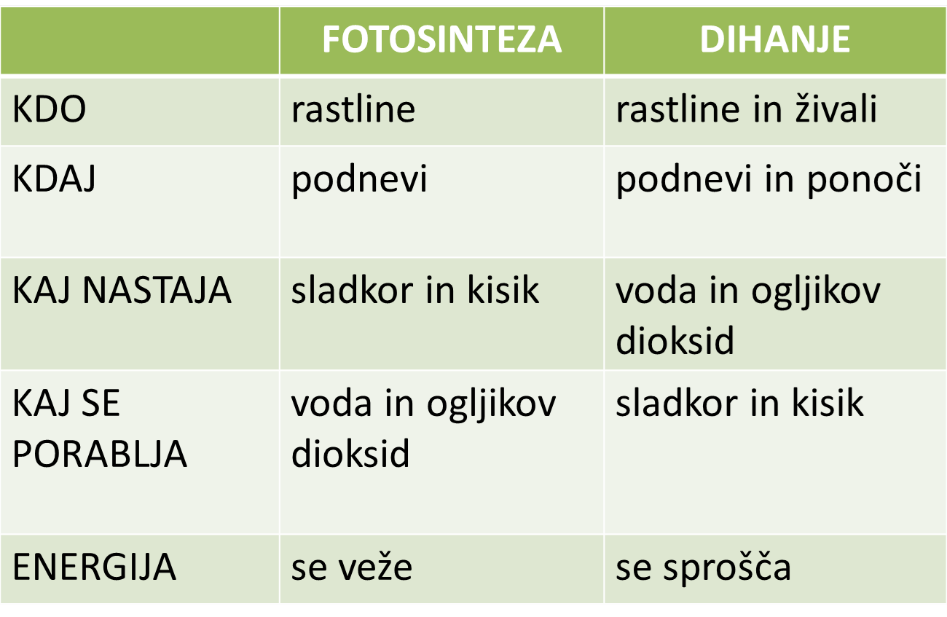 FOTOSINTEZA DIHANJE
KDO rastline rastline in živali
KDAJ podnevi podnevi in ponoči
KAJ NASTAJA sladkor in kisik voda in ogljikov
dioksid
KAJ SE voda in ogljikov sladkor in kisik
PORABLJA dioksid
ENERGIJA se veže se sprošča